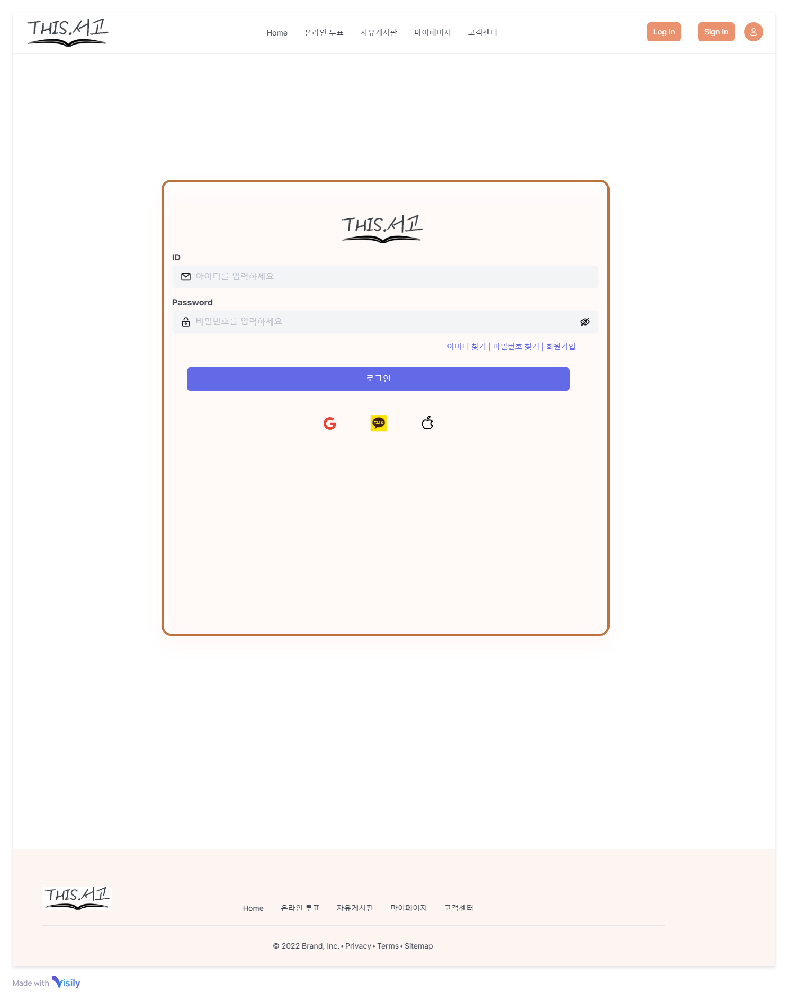 THIS.서고
Home 온라인 투표 자유게시판 마이페이지 고객센터 Log in Sign In
THIS.서고
ID
아이디를 입력하세요
Password
비밀번호를 입력하세요
아이디 찾기 | 비밀번호 찾기 | 회원가입
로그인
G
TALK
THIS.서고
Home 온라인 투표 자유게시판 마이페이지 고객센터
© 2022 Brand, Inc. • Privacy • Terms • Sitemap
Made with Visily